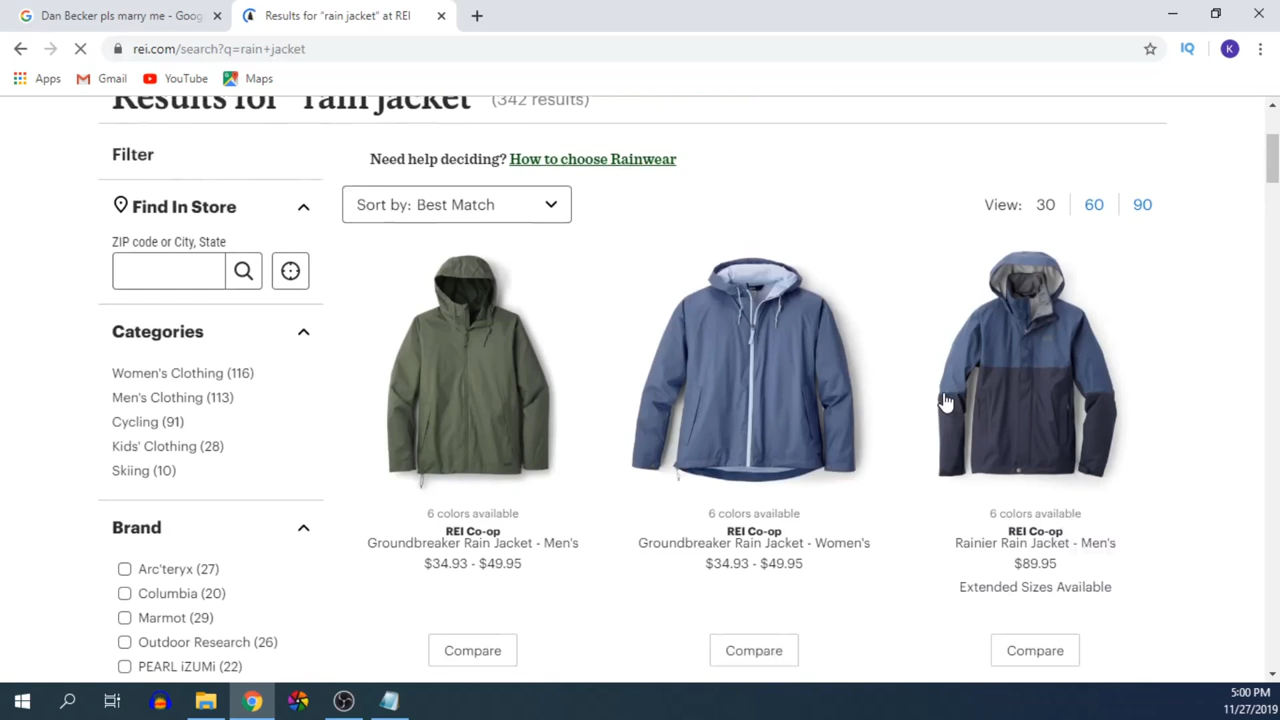 Dan Becker pls marry me - Goog
Results for "rain jacket" at REI
rei.com/search?q=rain+jacket
IQ
K
Apps
Gmail
YouTube
Maps
Results for "rain jacket" (342 results)
Filter
Need help deciding? How to choose Rainwear
Find In Store
Sort by: Best Match
View: 30 60 90
ZIP code or City, State
Categories
Women's Clothing (116)
Men's Clothing (113)
Cycling (91)
Kids' Clothing (28)
Skiing (10)
Brand
Arc'teryx (27)
Columbia (20)
Marmot (29)
Outdoor Research (26)
PEARL iZUMi (22)
6 colors available
REI Co-op
Groundbreaker Rain Jacket - Men's
$34.93 - $49.95
Compare
6 colors available
REI Co-op
Groundbreaker Rain Jacket - Women's
$34.93 - $49.95
Compare
6 colors available
REI Co-op
Rainier Rain Jacket - Men's
$89.95
Extended Sizes Available
Compare
5:00 PM
11/27/2019